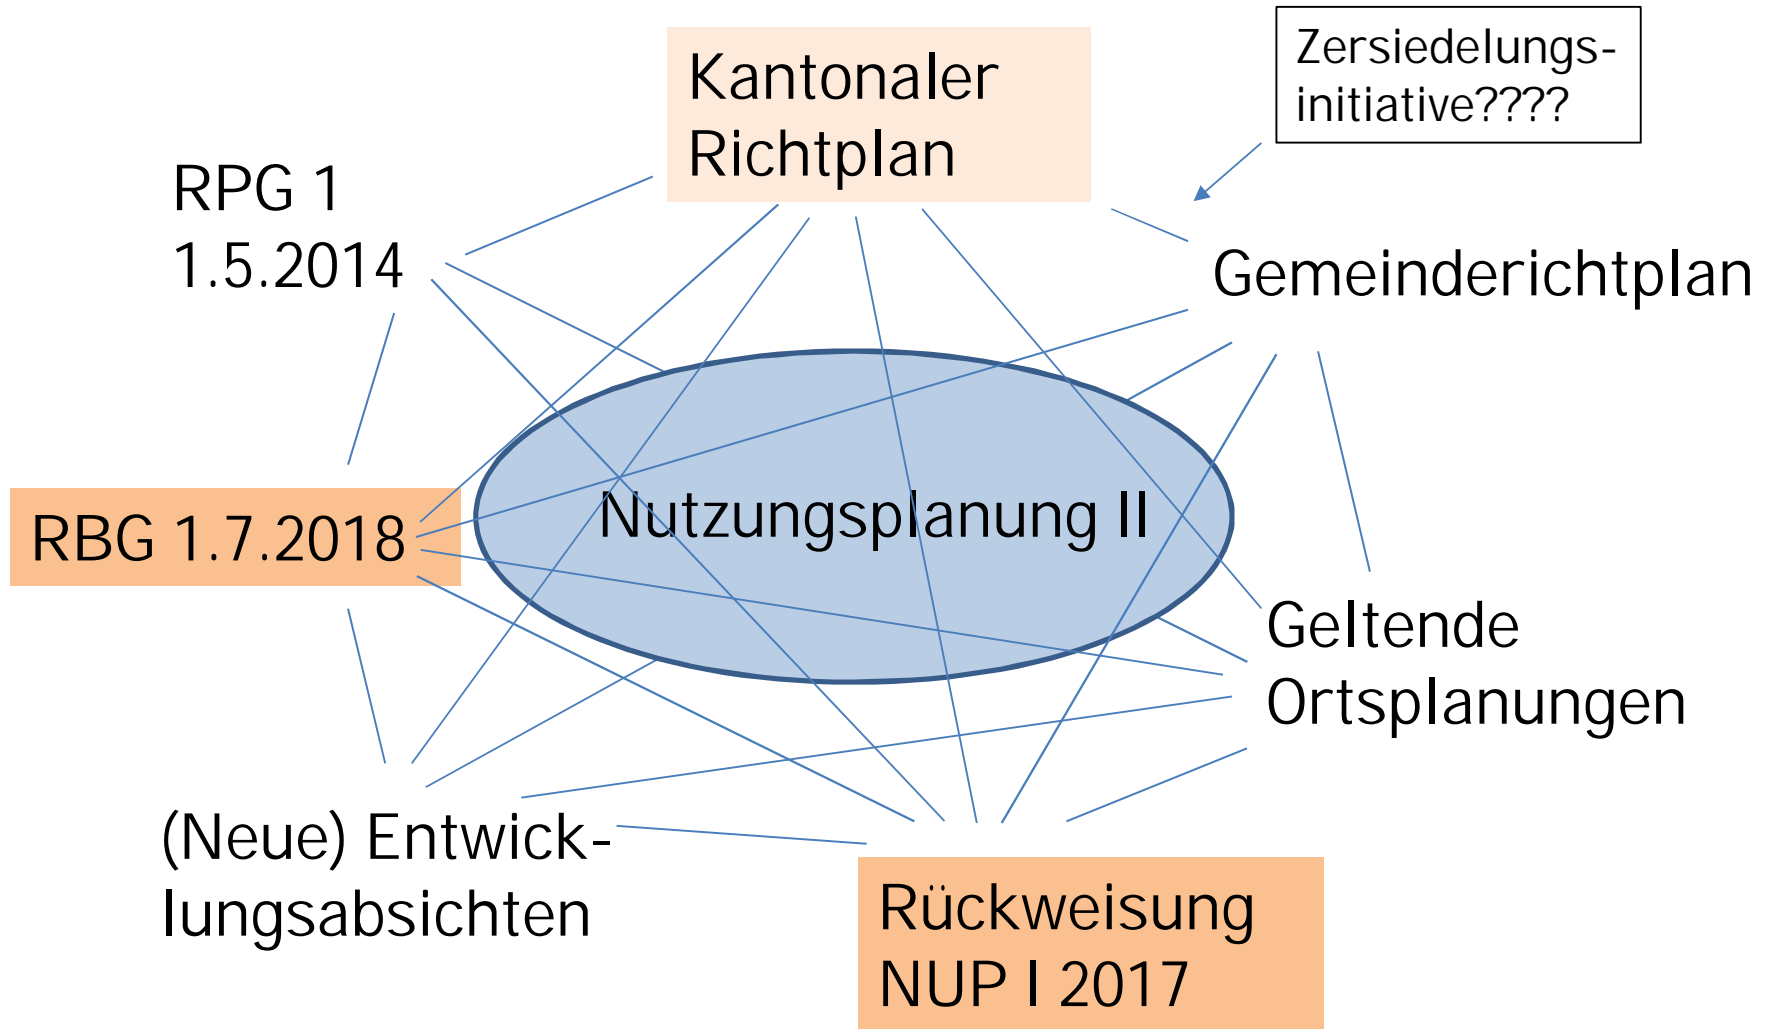 Kantonaler
Richtplan
Zersiedelungs-
initiative????
RPG 1
1.5.2014
Gemeinderichtplan
Nutzungsplanung II
RBG 1.7.2018
Geltende
Ortsplanungen
(Neue) Entwick-
lungsabsichten
Rückweisung
NUP I 2017